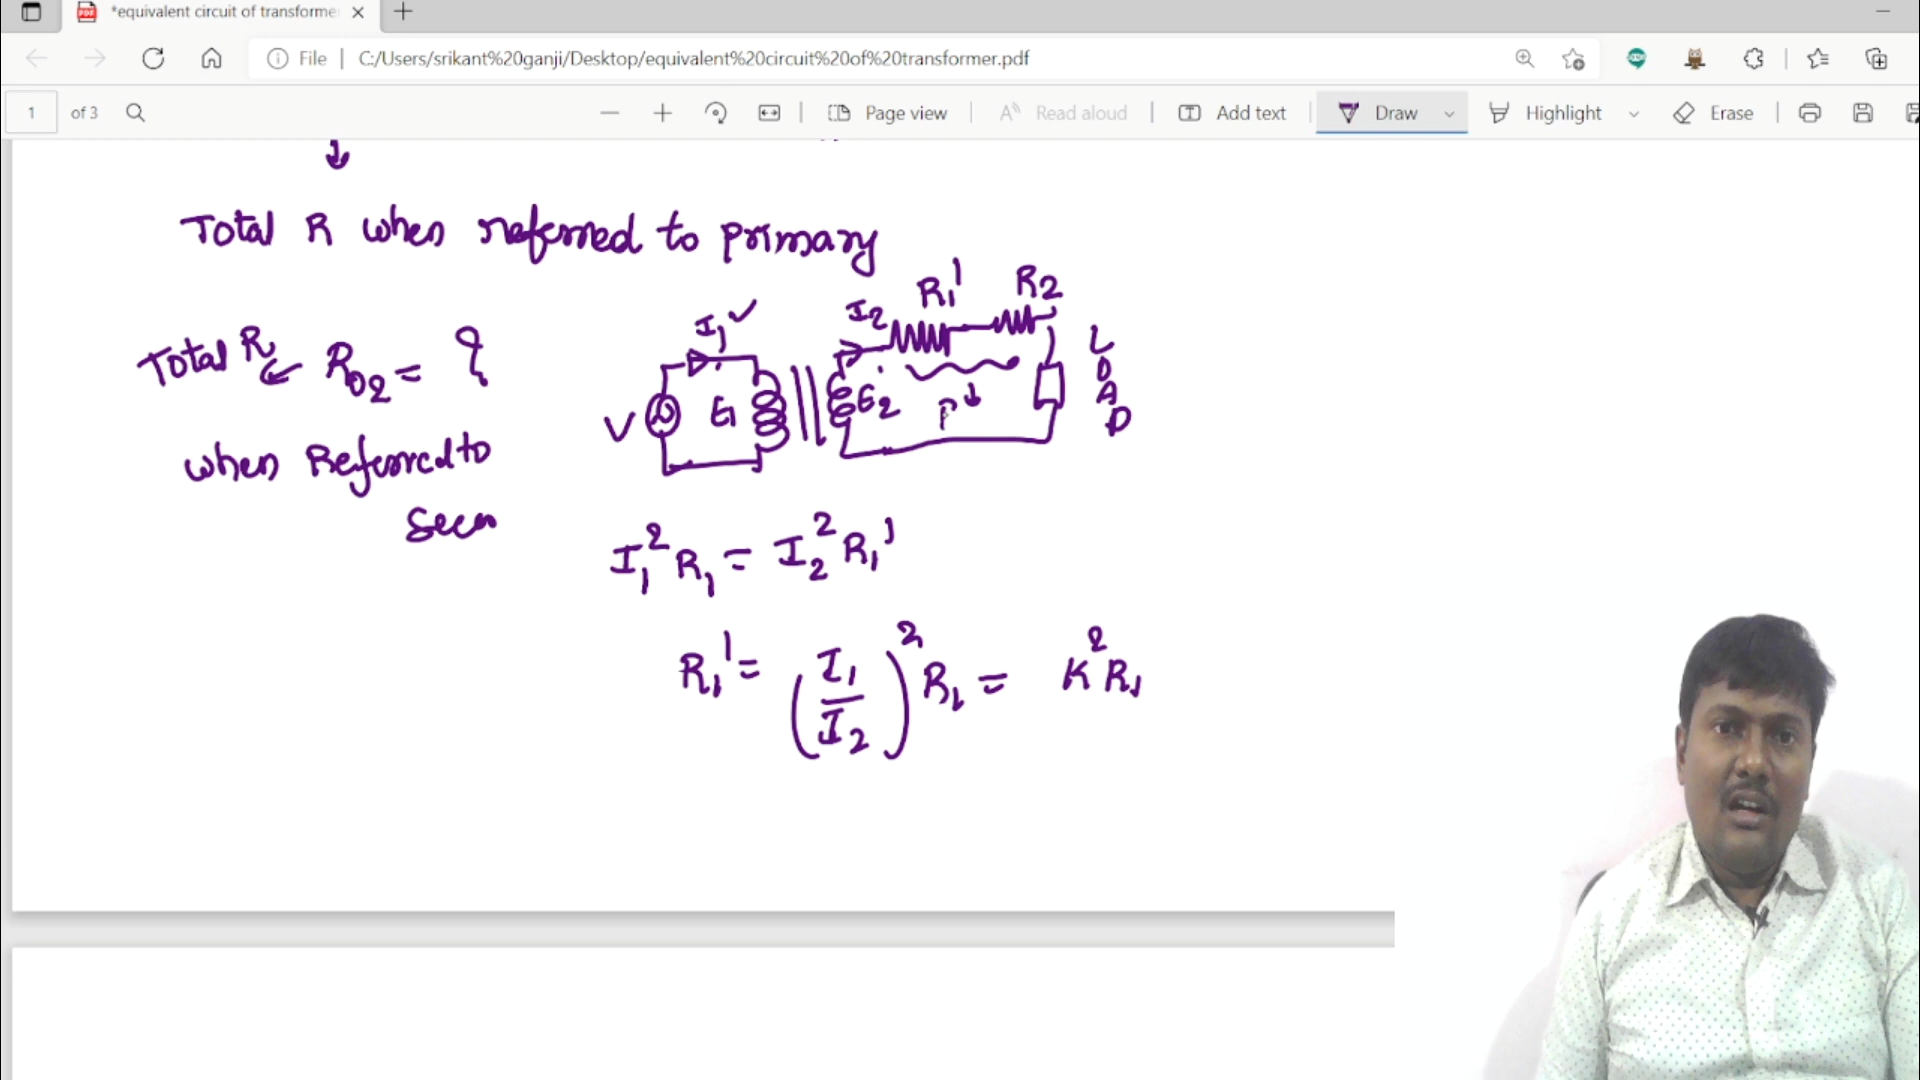 *equivalent circuit of transforme
File | C:/Users/srikant%20ganji/Desktop/equivalent%20circuit%20of%20transformer.pdf
1 of 3
Page view
Read aloud
Add text
Draw
Highlight
Erase
Total R when referred to primary
Total R
R02 = ?
when Referred to
Secn
I1 ✓
V
E1
I2
R1'
R2
E2
P↓
LOAD
I1² R1 = I2² R1'
R1' = (I1/I2)² R1 = K² R1